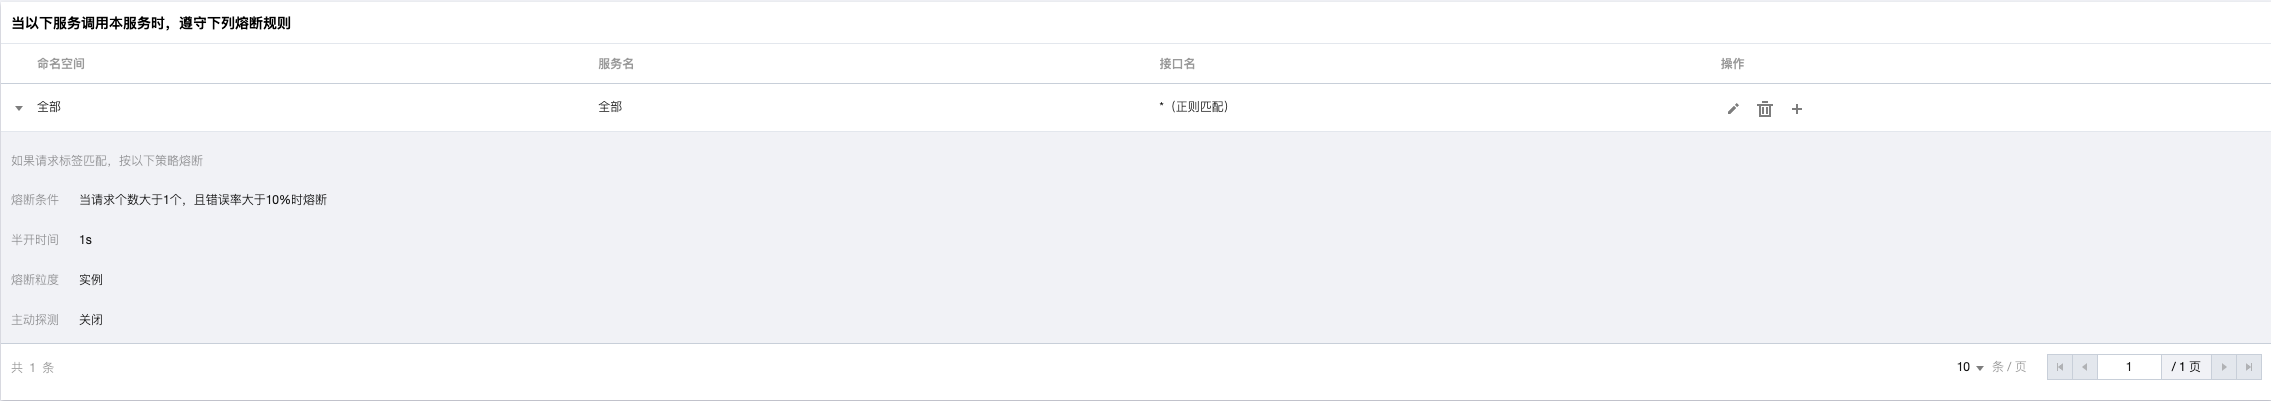 当以下服务调用本服务时，遵守下列熔断规则
命名空间 服务名 接口名 操作
全部 全部 *（正则匹配）
如果请求标签匹配，按以下策略熔断
熔断条件 当请求个数大于1个，且错误率大于10%时熔断
半开时间 1s
熔断粒度 实例
主动探测 关闭
共 1 条 10 条 / 页 1 / 1 页